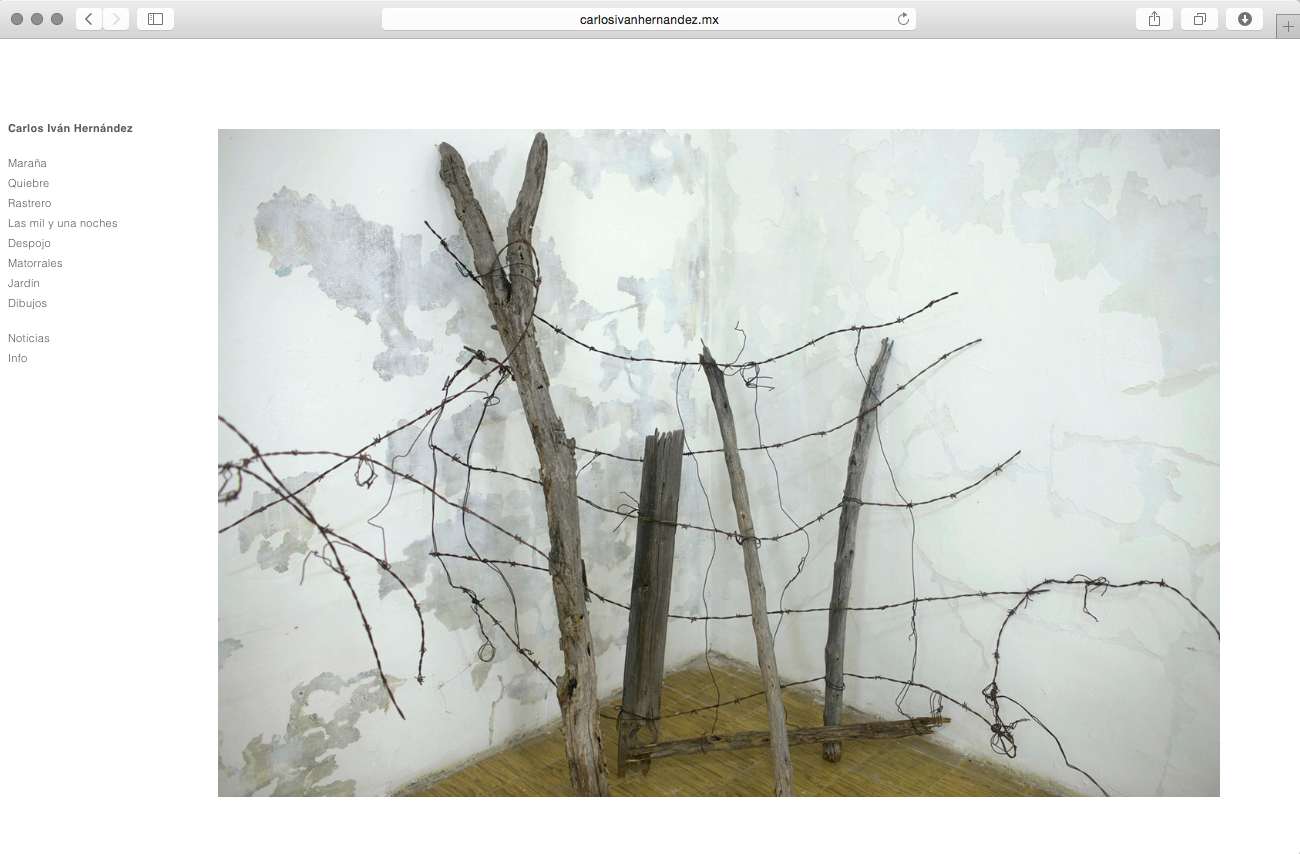 carlosivanhernandez.mx
Carlos Iván Hernández
Maraña
Quiebre
Rastrero
Las mil y una noches
Despojo
Matorrales
Jardín
Dibujos
Noticias
Info